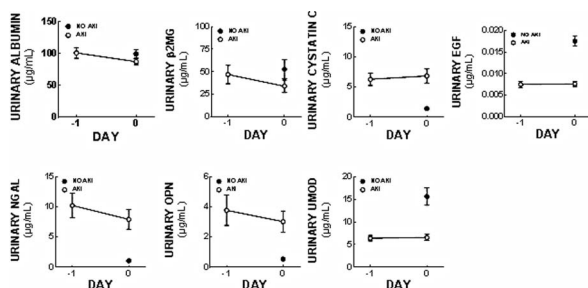 URINARY ALBUMIN
(µg/mL)
150
100
50
0
NO AKI
AKI
-1
0
DAY
URINARY β2MG
(µg/mL)
100
75
50
25
0
NO AKI
AKI
-1
0
DAY
URINARY CYSTATIN C
(µg/mL)
15
10
5
0
NO AKI
AKI
-1
0
DAY
URINARY EGF
(µg/mL)
0.020
0.015
0.010
0.005
0.000
NO AKI
AKI
-1
0
DAY
URINARY NGAL
(µg/mL)
15
10
5
0
NO AKI
AKI
-1
0
DAY
URINARY OPN
(µg/mL)
6
4
2
0
NO AKI
AKI
-1
0
DAY
URINARY UMOD
(µg/mL)
20
15
10
5
0
NO AKI
AKI
-1
0
DAY